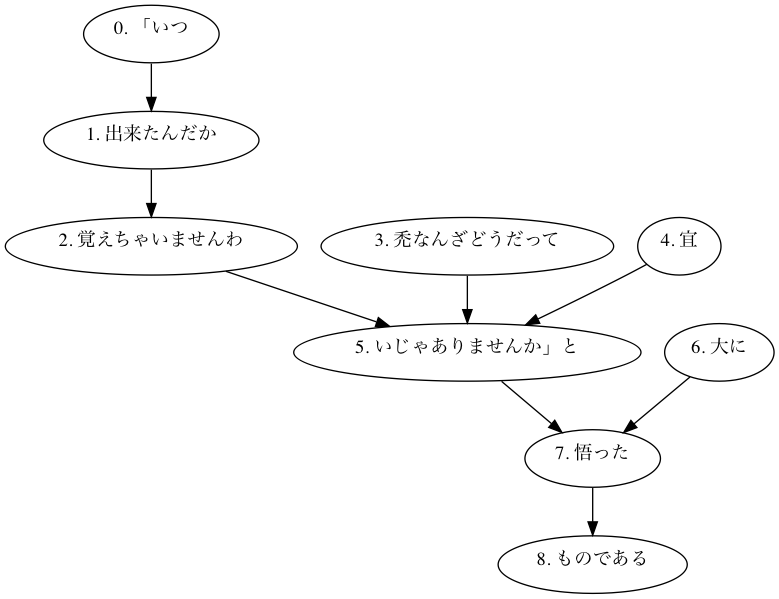 0. 「いつ
1. 出来たんだか
2. 覚えちゃいませんわ
3. 禿なんざどうだって
4. 宜
5. いじゃありませんか」と
6. 大に
7. 悟った
8. ものである